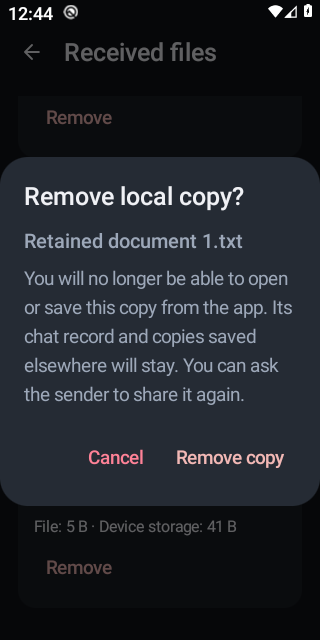 12:44
Received files
Remove
Remove local copy?
Retained document 1.txt
You will no longer be able to open
or save this copy from the app. Its
chat record and copies saved
elsewhere will stay. You can ask
the sender to share it again.
Cancel
Remove copy
File: 5 B · Device storage: 41 B
Remove